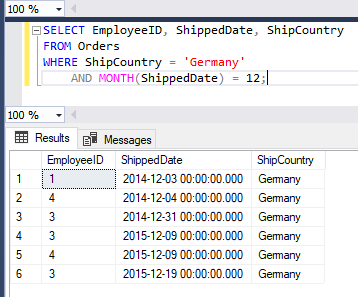 100 %
SELECT EmployeeID, ShippedDate, ShipCountry
FROM Orders
WHERE ShipCountry = 'Germany'
AND MONTH(ShippedDate) = 12;
100 %
Results Messages
EmployeeID ShippedDate ShipCountry
1 1 2014-12-03 00:00:00.000 Germany
2 4 2014-12-04 00:00:00.000 Germany
3 3 2014-12-31 00:00:00.000 Germany
4 3 2015-12-09 00:00:00.000 Germany
5 4 2015-12-09 00:00:00.000 Germany
6 3 2015-12-19 00:00:00.000 Germany